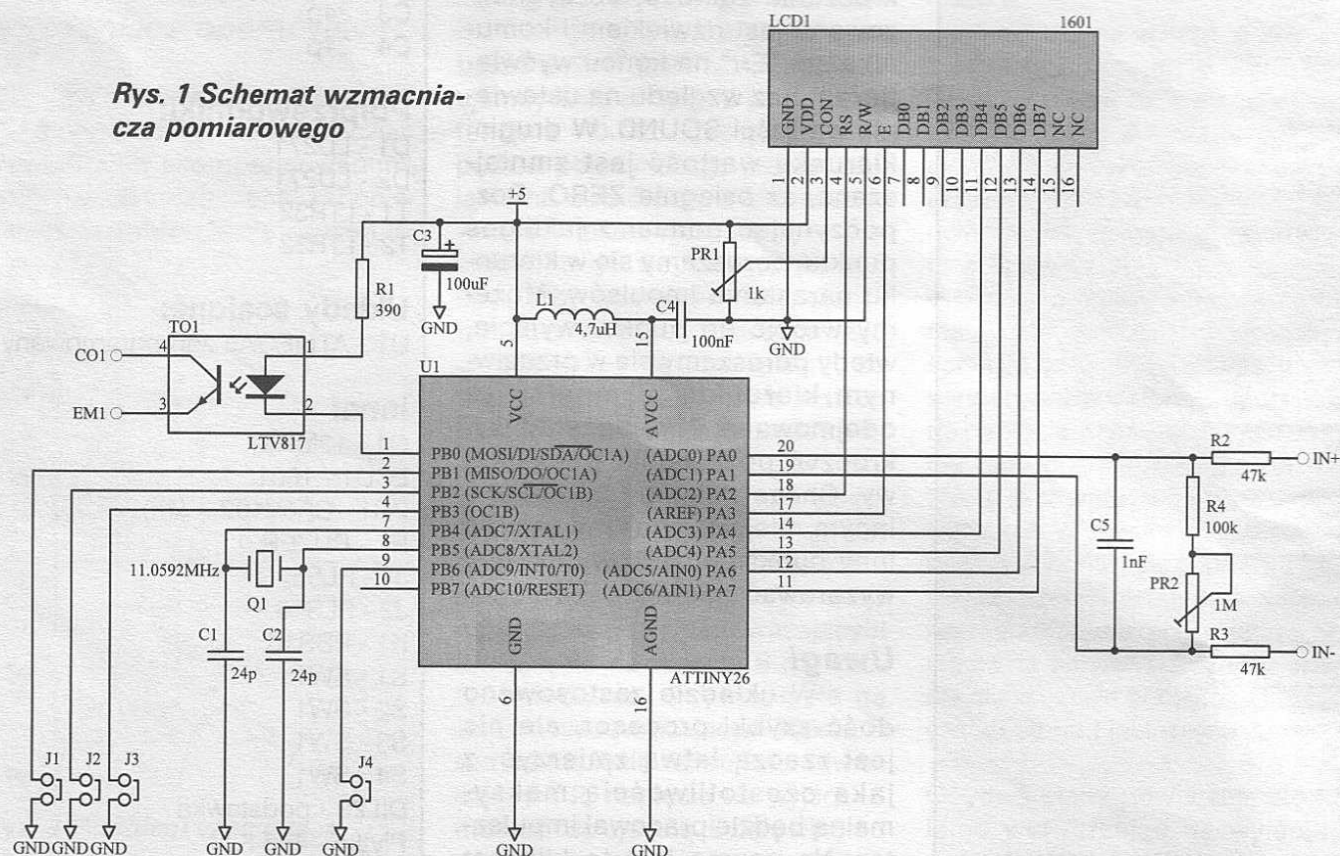 Rys. 1 Schemat wzmacnia-
cza pomiarowego
LCD1
1601
GND
VDD
CON
RS
R/W
E
DB0
DB1
DB2
DB3
DB4
DB5
DB6
DB7
NC
NC
1
2
3
4
5
6
7
8
9
10
11
12
13
14
15
16
+5
C3
+
100uF
GND
R1
390
L1
4,7uH
C4
100nF
PR1
1k
GND
TO1
CO1
4
1
EM1
3
2
LTV817
U1
5
VCC
15
AVCC
1
PB0 (MOSI/DI/SDA/OC1A)
2
PB1 (MISO/DO/OC1A)
3
PB2 (SCK/SCL/OC1B)
4
PB3 (OC1B)
7
PB4 (ADC7/XTAL1)
8
PB5 (ADC8/XTAL2)
9
PB6 (ADC9/INT0/T0)
10
PB7 (ADC10/RESET)
(ADC0) PA0
20
(ADC1) PA1
19
(ADC2) PA2
18
(AREF) PA3
17
(ADC3) PA4
14
(ADC4) PA5
13
(ADC5/AIN0) PA6
12
(ADC6/AIN1) PA7
11
GND
6
AGND
16
ATTINY26
R2
47k
IN+
R4
100k
C5
1nF
PR2
1M
R3
47k
IN-
11.0592MHz
Q1
C1
24p
C2
24p
J1
J2
J3
J4
GND
GND
GND
GND
GND
GND
GND
GND